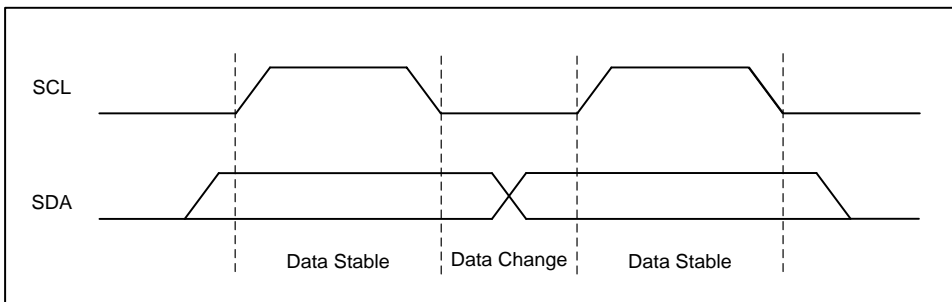 SCL
SDA
Data Stable
Data Change
Data Stable